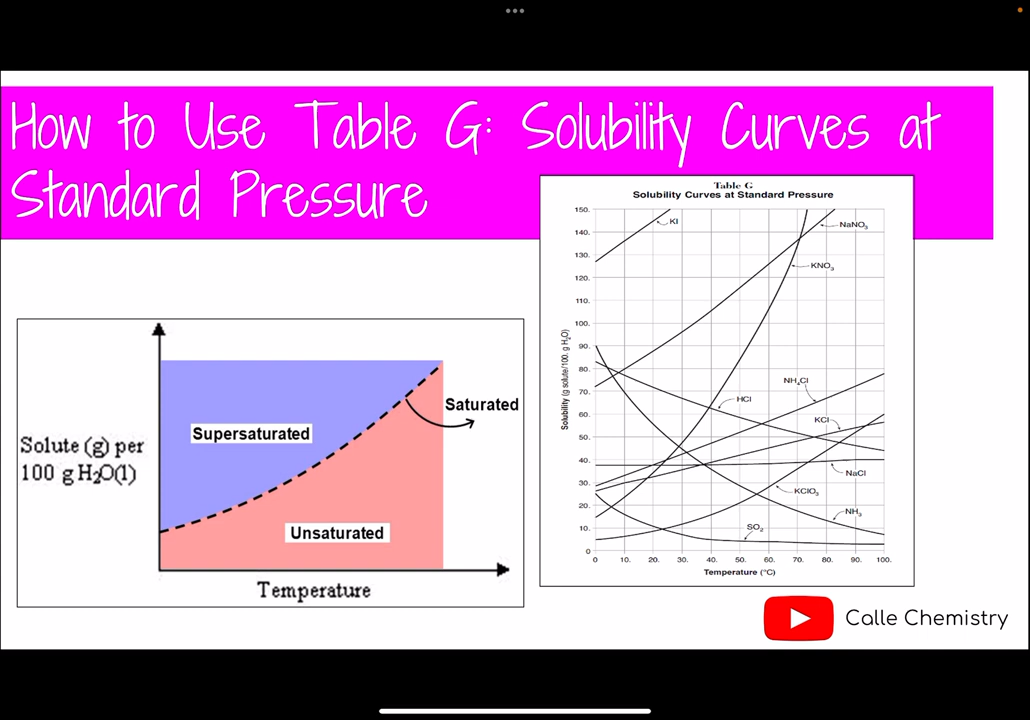 How to Use Table G: Solubility Curves at
Standard Pressure
Table G
Solubility Curves at Standard Pressure
150.
140.
130.
120.
110.
100.
90.
80.
70.
60.
50.
40.
30.
20.
10.
0
KI
NaNO₃
KNO₃
NH₄Cl
HCl
KCl
NaCl
KClO₃
NH₃
SO₂
Solubility (g solute/100. g H₂O)
0 10. 20. 30. 40. 50. 60. 70. 80. 90. 100.
Temperature (°C)
Solute (g) per
100 g H₂O(l)
Supersaturated
Saturated
Unsaturated
Temperature
Calle Chemistry